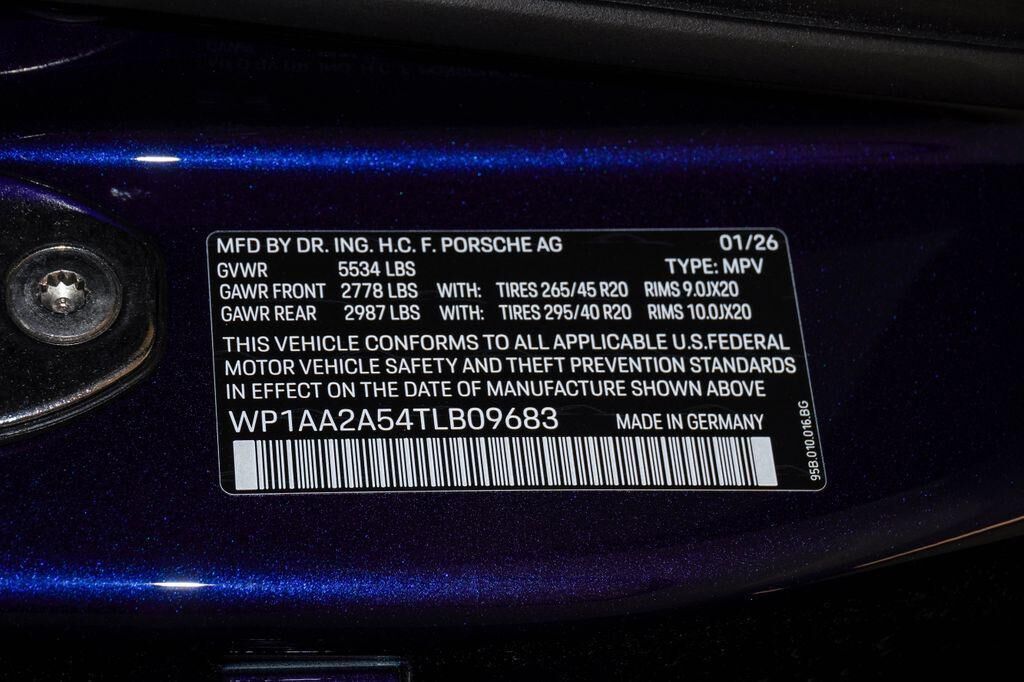 MFD BY DR. ING. H.C. F. PORSCHE AG 01/26
GVWR 5534 LBS TYPE: MPV
GAWR FRONT 2778 LBS WITH: TIRES 265/45 R20 RIMS 9.0JX20
GAWR REAR 2987 LBS WITH: TIRES 295/40 R20 RIMS 10.0JX20
THIS VEHICLE CONFORMS TO ALL APPLICABLE U.S.FEDERAL
MOTOR VEHICLE SAFETY AND THEFT PREVENTION STANDARDS
IN EFFECT ON THE DATE OF MANUFACTURE SHOWN ABOVE
WP1AA2A54TLB09683 MADE IN GERMANY
95B.010.016.BG